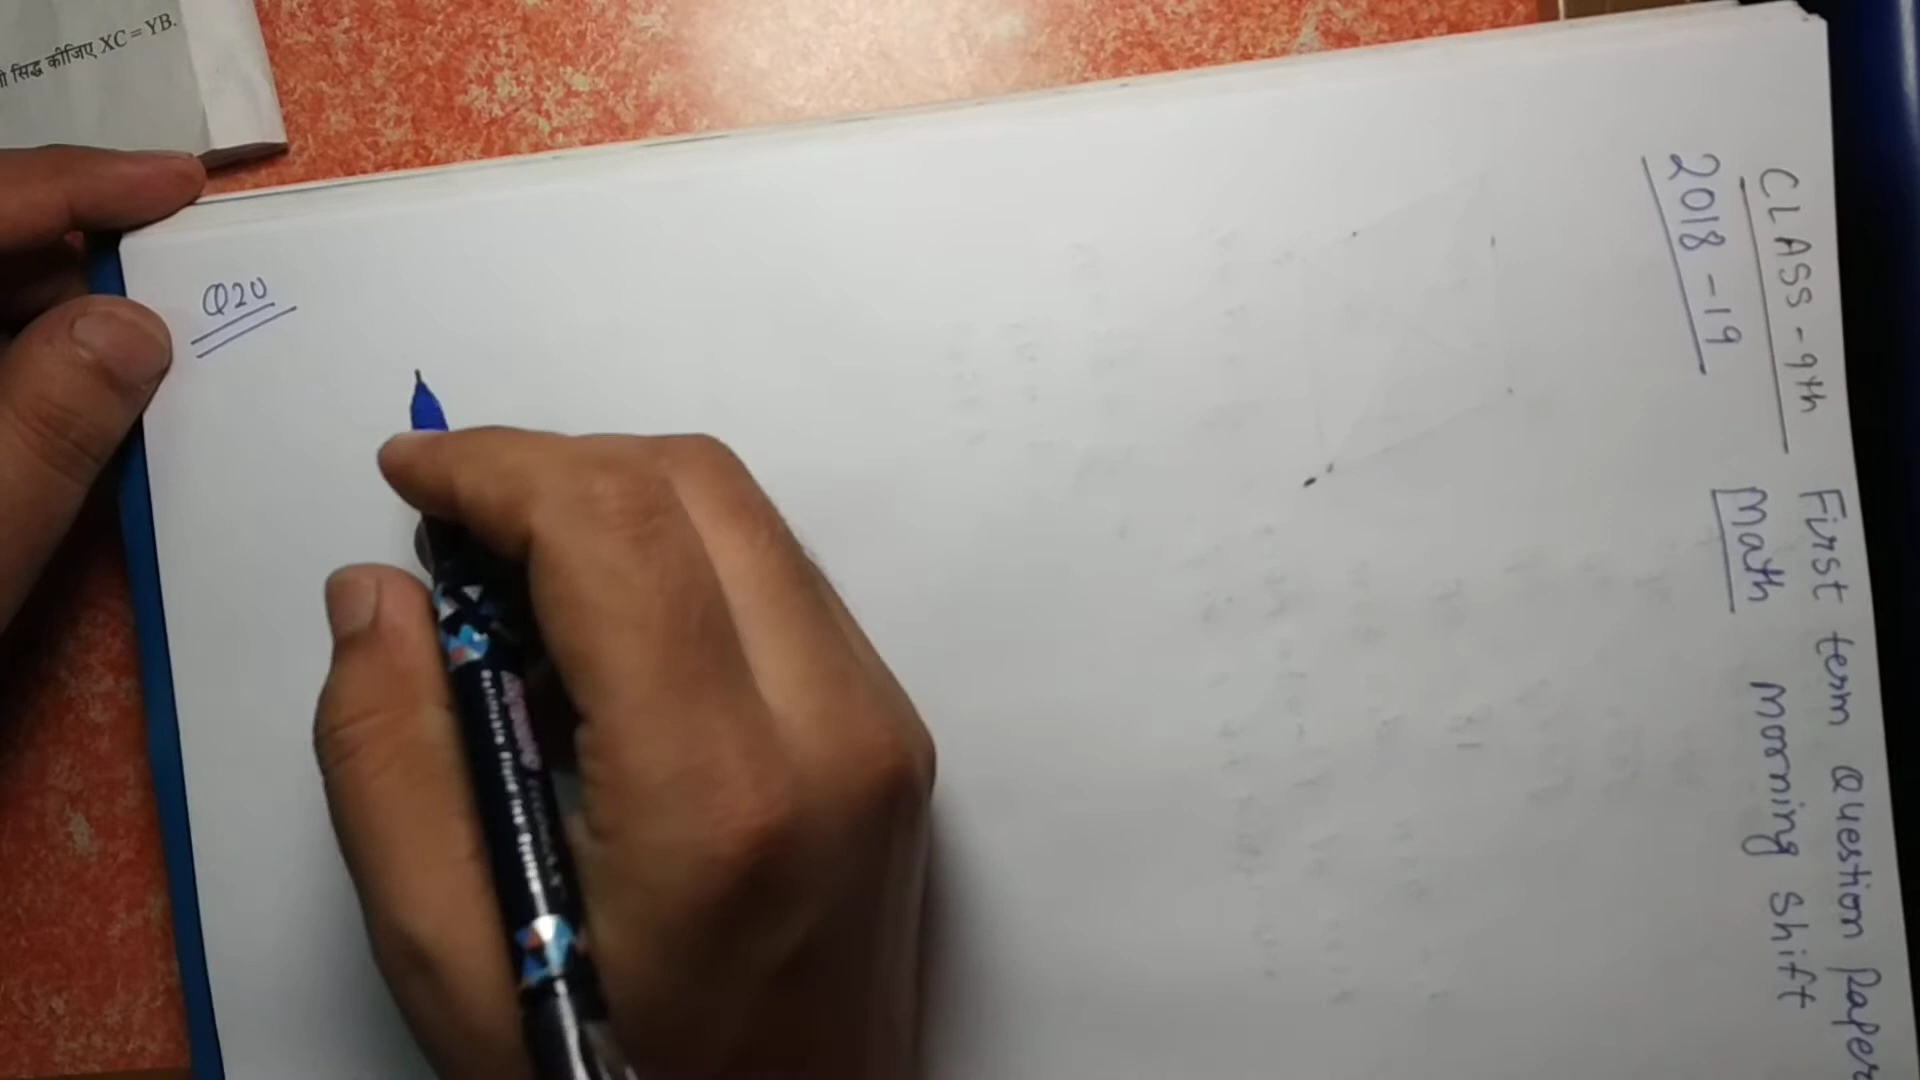 सिद्ध कीजिए XC = YB.
Q20
CLASS - 9th First term Question Paper
2018 - 19 Math morning shift